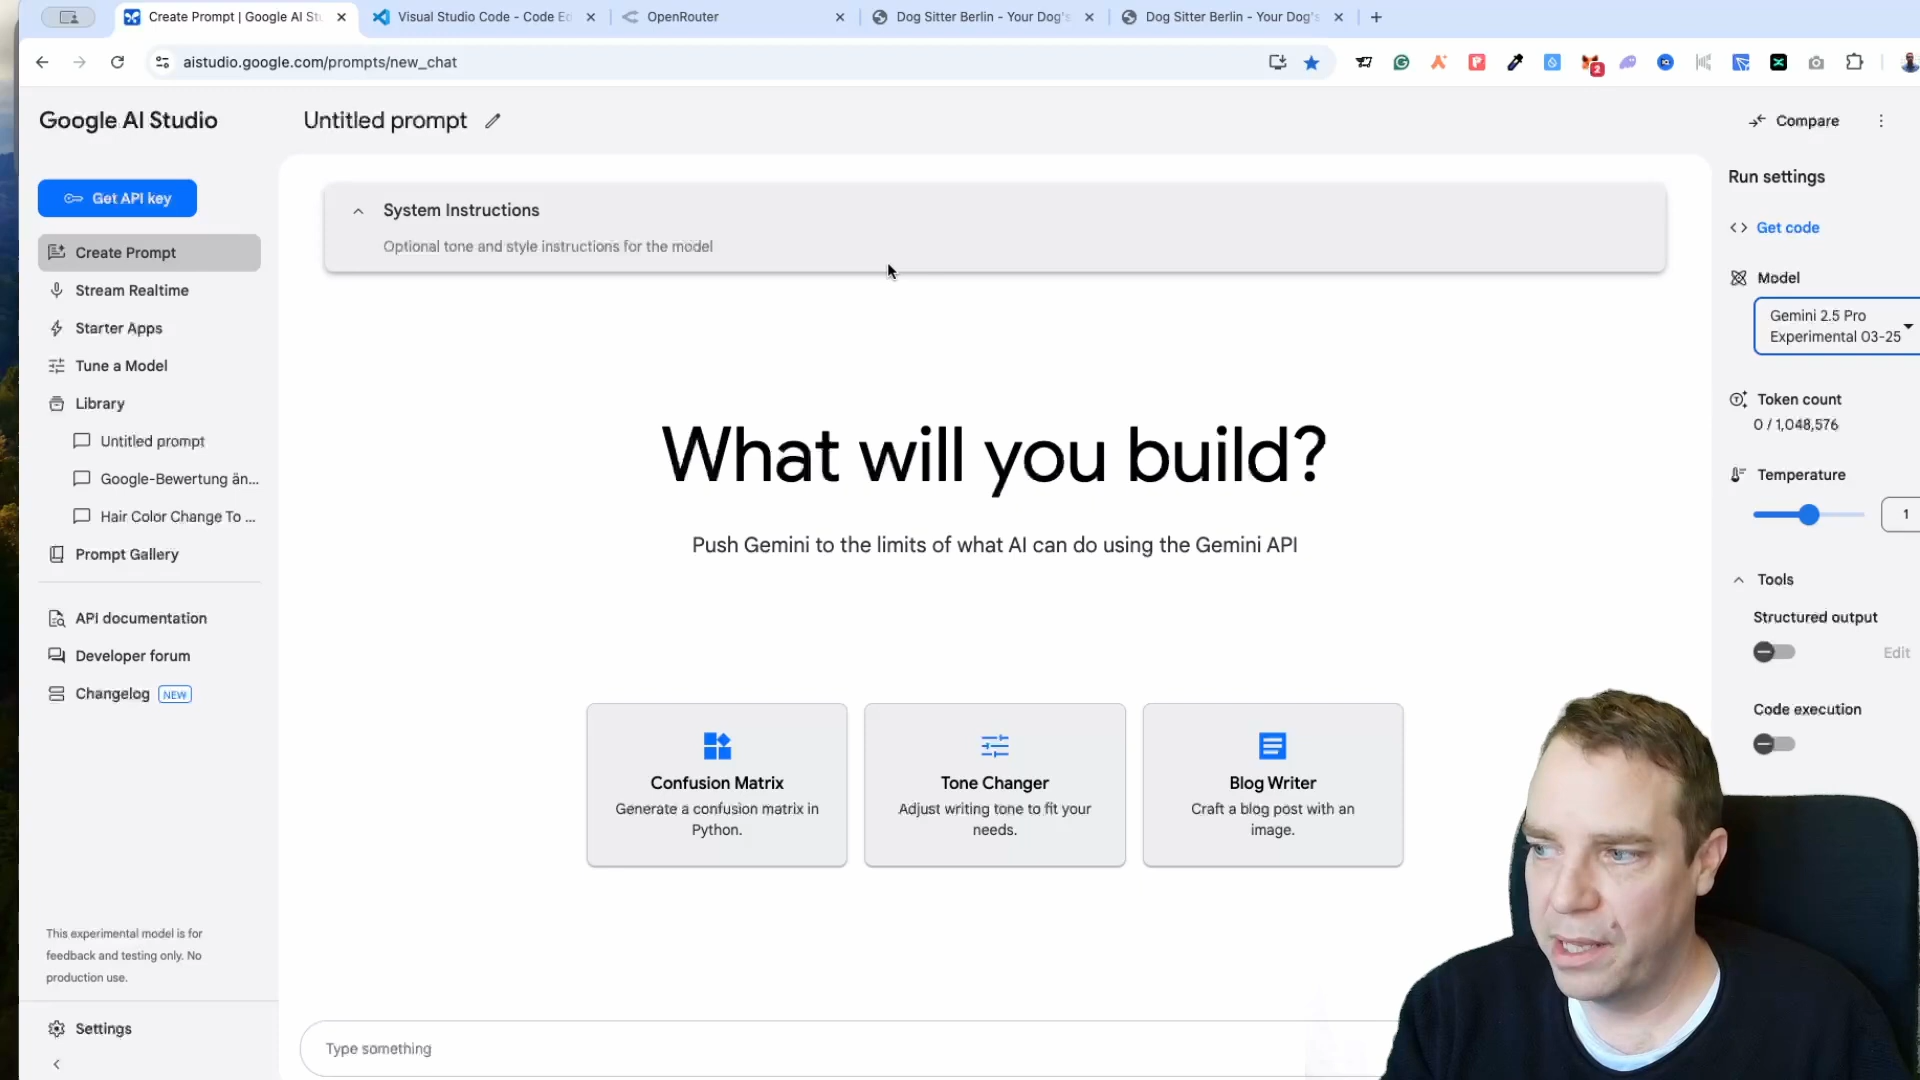 Create Prompt | Google AI Stu
Visual Studio Code - Code Ed
OpenRouter
Dog Sitter Berlin - Your Dog's
Dog Sitter Berlin - Your Dog's
aistudio.google.com/prompts/new_chat
2
Google AI Studio
Untitled prompt
Compare
Get API key
Create Prompt
Stream Realtime
Starter Apps
Tune a Model
Library
Untitled prompt
Google-Bewertung än...
Hair Color Change To ...
Prompt Gallery
API documentation
Developer forum
Changelog NEW
This experimental model is for
feedback and testing only. No
production use.
Settings
System Instructions
Optional tone and style instructions for the model
What will you build?
Push Gemini to the limits of what AI can do using the Gemini API
Confusion Matrix
Generate a confusion matrix in
Python.
Tone Changer
Adjust writing tone to fit your
needs.
Blog Writer
Craft a blog post with an
image.
Type something
Run settings
Get code
Model
Gemini 2.5 Pro
Experimental 03-25
Token count
0 / 1,048,576
Temperature
1
Tools
Structured output
Edit
Code execution